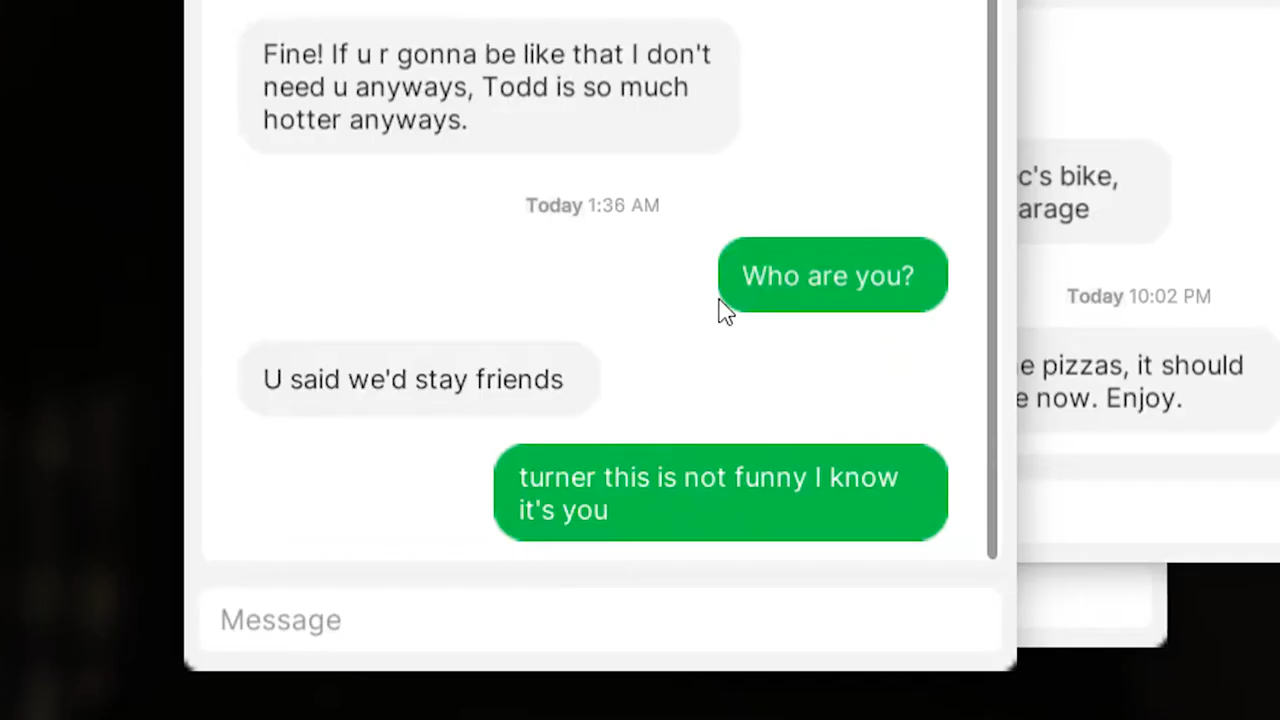 Fine! If u r gonna be like that I don't
need u anyways, Todd is so much
hotter anyways.
Today 1:36 AM
Who are you?
U said we'd stay friends
turner this is not funny I know
it's you
Message
c's bike,
arage
Today 10:02 PM
e pizzas, it should
e now. Enjoy.